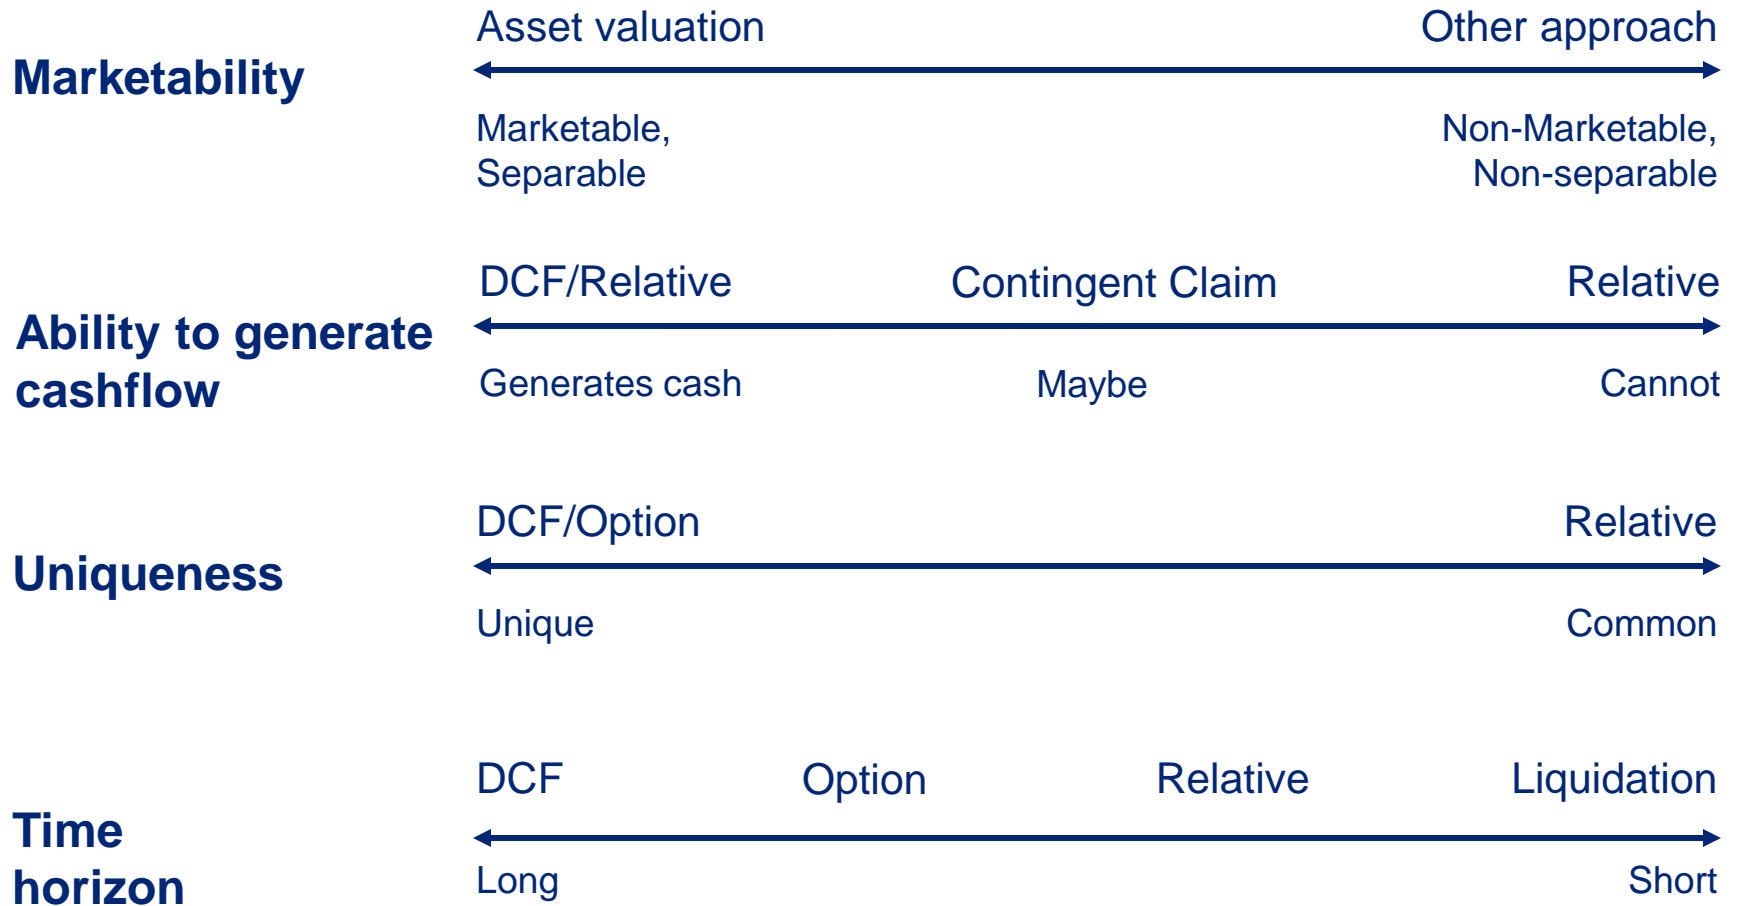 Asset valuation
Other approach
Marketability
Marketable,
Separable
Non-Marketable,
Non-separable
DCF/Relative
Contingent Claim
Relative
Ability to generate
cashflow
Generates cash
Maybe
Cannot
DCF/Option
Relative
Uniqueness
Unique
Common
DCF
Option
Relative
Liquidation
Time
horizon
Long
Short